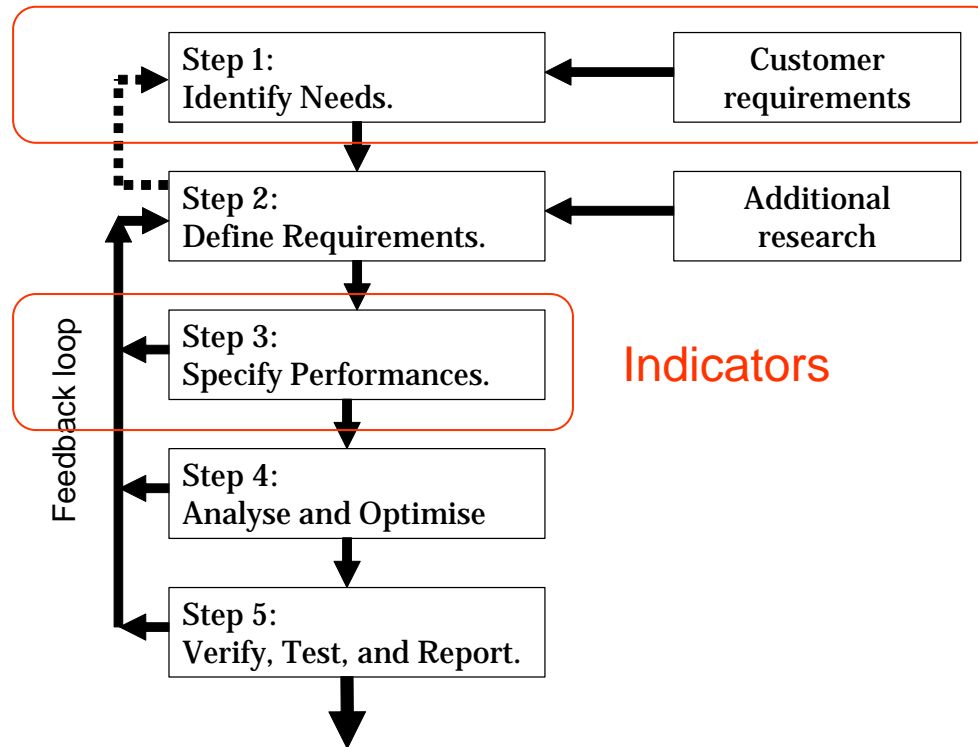 Step 1:
Identify Needs.
Customer
requirements
Step 2:
Define Requirements.
Additional
research
Step 3:
Specify Performances.
Indicators
Feedback loop
Step 4:
Analyse and Optimise
Step 5:
Verify, Test, and Report.